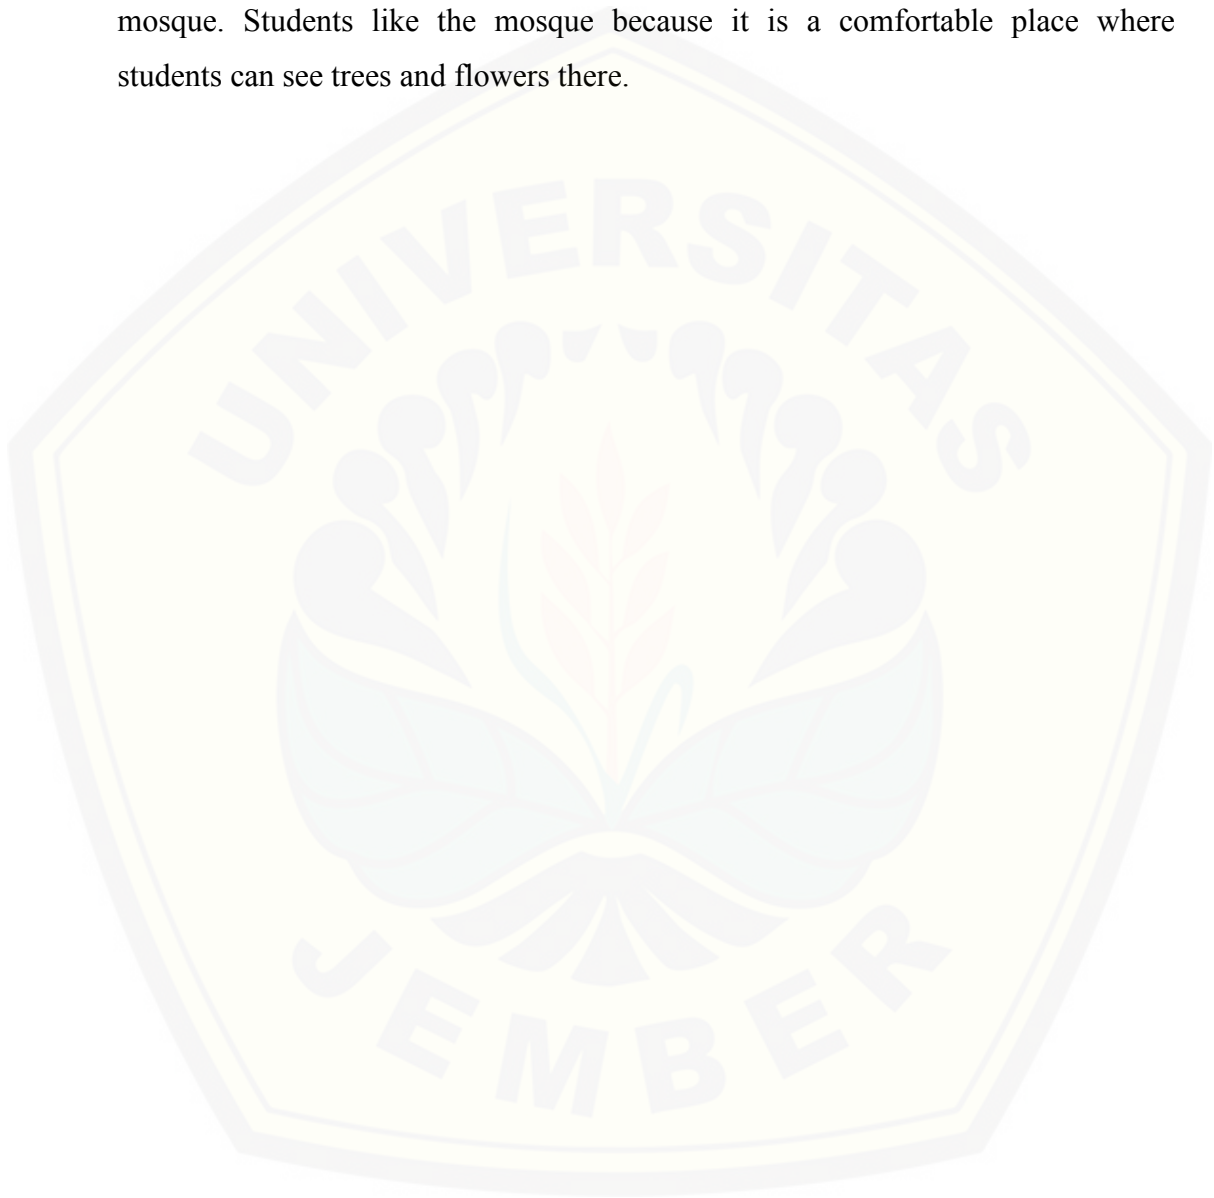 mosque. Students like the mosque because it is a comfortable place where
students can see trees and flowers there.
UNIVERSITAS
JEMBER